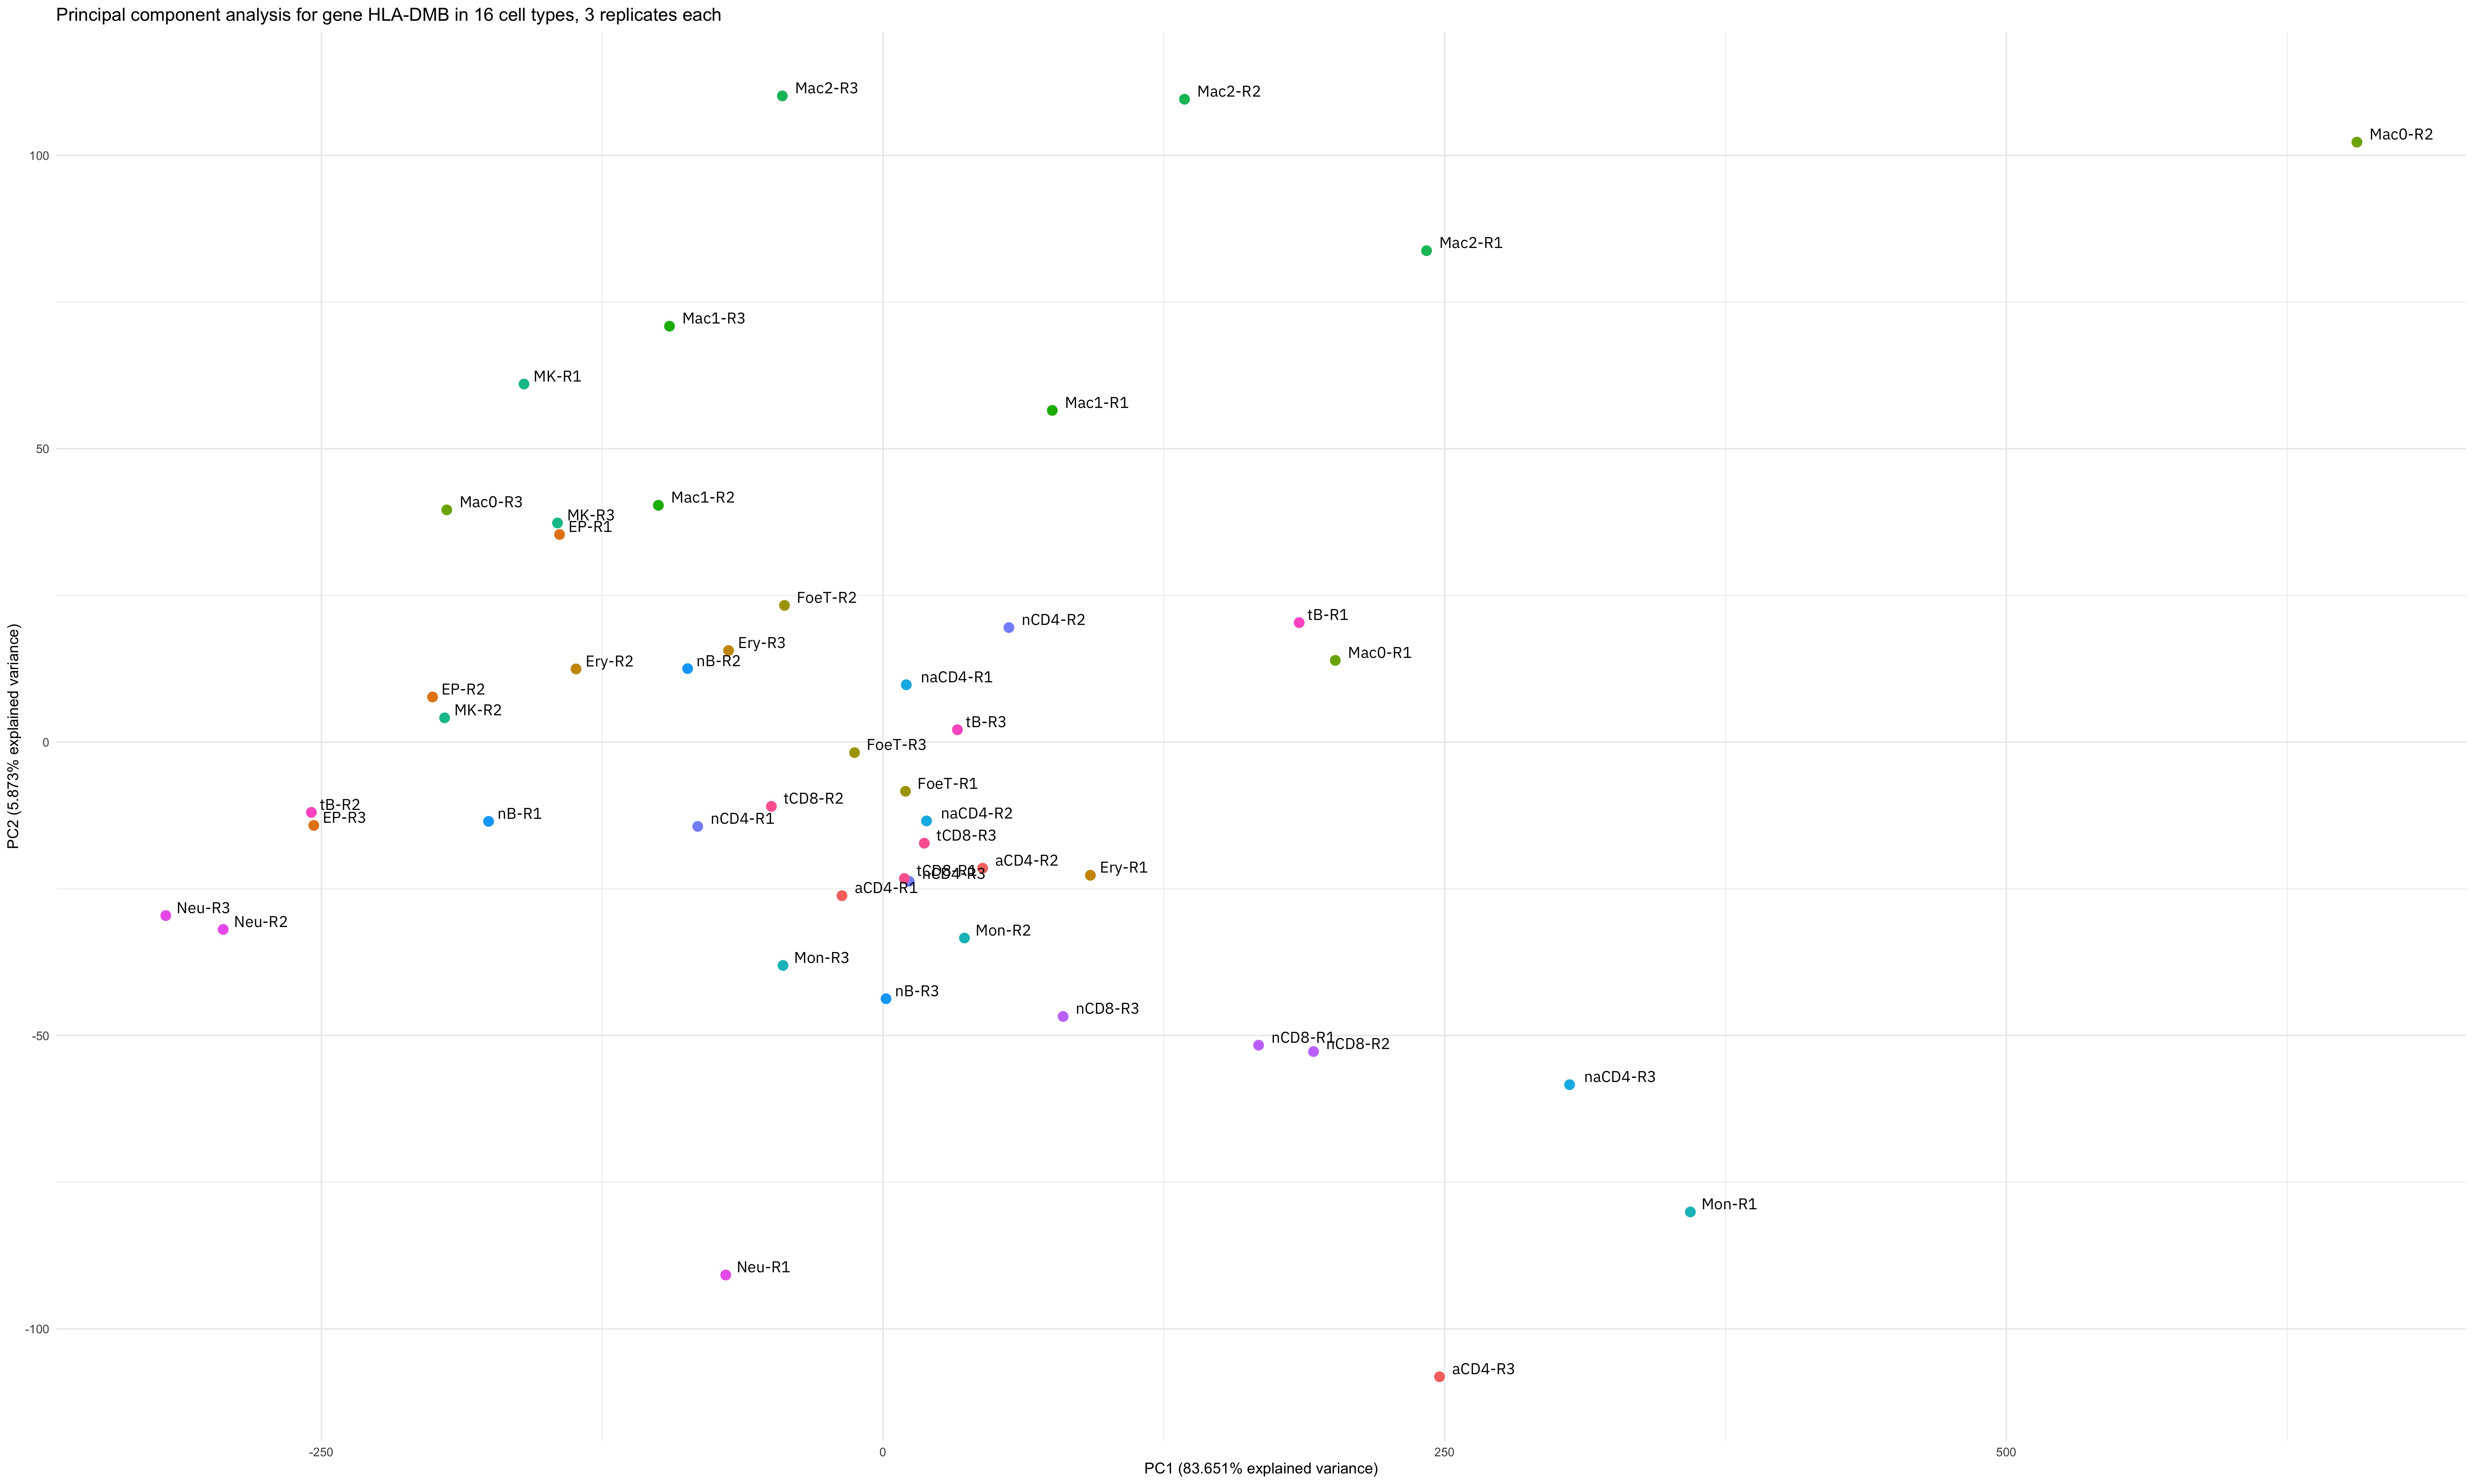 Principal component analysis for gene HLA-DMB in 16 cell types, 3 replicates each
Mac2-R3
Mac2-R2
Mac0-R2
100
Mac2-R1
Mac1-R3
MK-R1
Mac1-R1
50
Mac0-R3
Mac1-R2
MK-R3
EP-R1
FoeT-R2
nCD4-R2
tB-R1
Ery-R3
Ery-R2
nB-R2
Mac0-R1
naCD4-R1
EP-R2
MK-R2
tB-R3
0
FoeT-R3
PC2 (5.873% explained variance)
FoeT-R1
tCD8-R2
tB-R2
EP-R3
nB-R1
nCD4-R1
naCD4-R2
tCD8-R3
aCD4-R2
Ery-R1
tCD8-R1
nCD4-R3
aCD4-R1
Neu-R3
Neu-R2
Mon-R2
Mon-R3
nB-R3
nCD8-R3
-50
nCD8-R1
nCD8-R2
naCD4-R3
Mon-R1
Neu-R1
-100
aCD4-R3
-250
0
250
500
PC1 (83.651% explained variance)